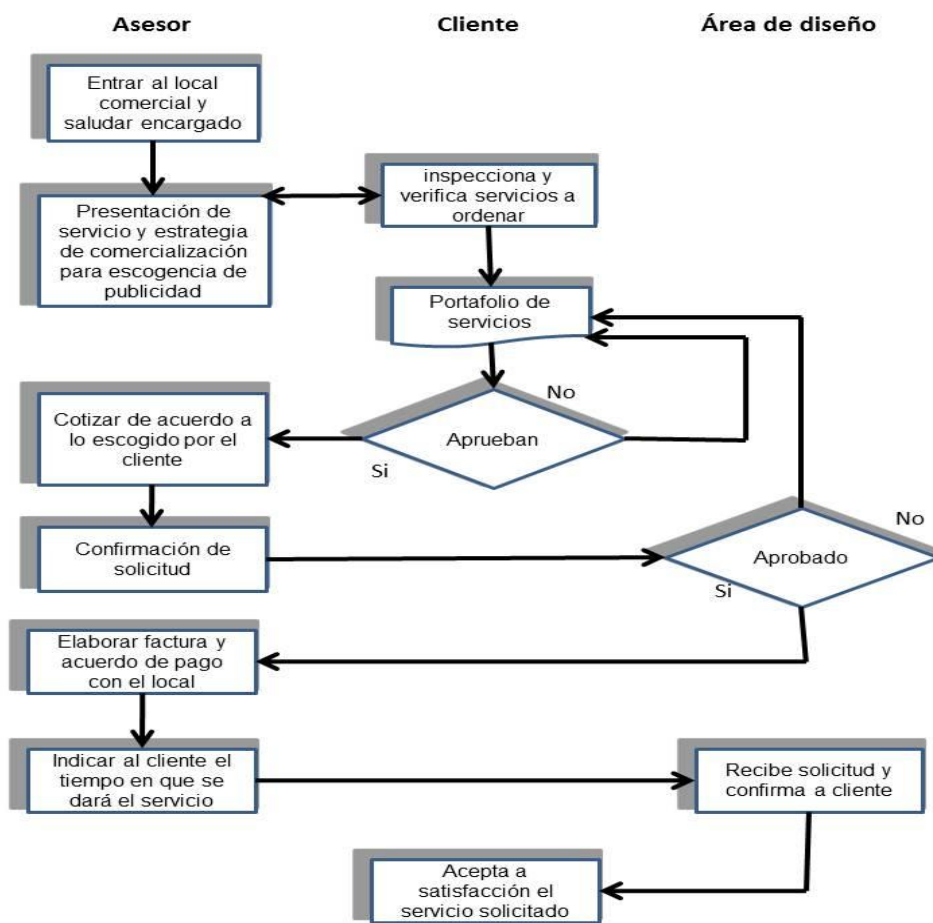 Asesor
Cliente
Área de diseño
Entrar al local
comercial y
saludar encargado
inspecciona y
verifica servicios a
ordenar
Presentación de
servicio y estrategia
de comercialización
para escogencia de
publicidad
Portafolio de
servicios
No
Aprueban
Si
Cotizar de acuerdo a
lo escogido por el
cliente
Confirmación de
solicitud
No
Aprobado
Si
Elaborar factura y
acuerdo de pago
con el local
Indicar al cliente el
tiempo en que se
dará el servicio
Recibe solicitud y
confirma a cliente
Acepta a
satisfacción el
servicio solicitado